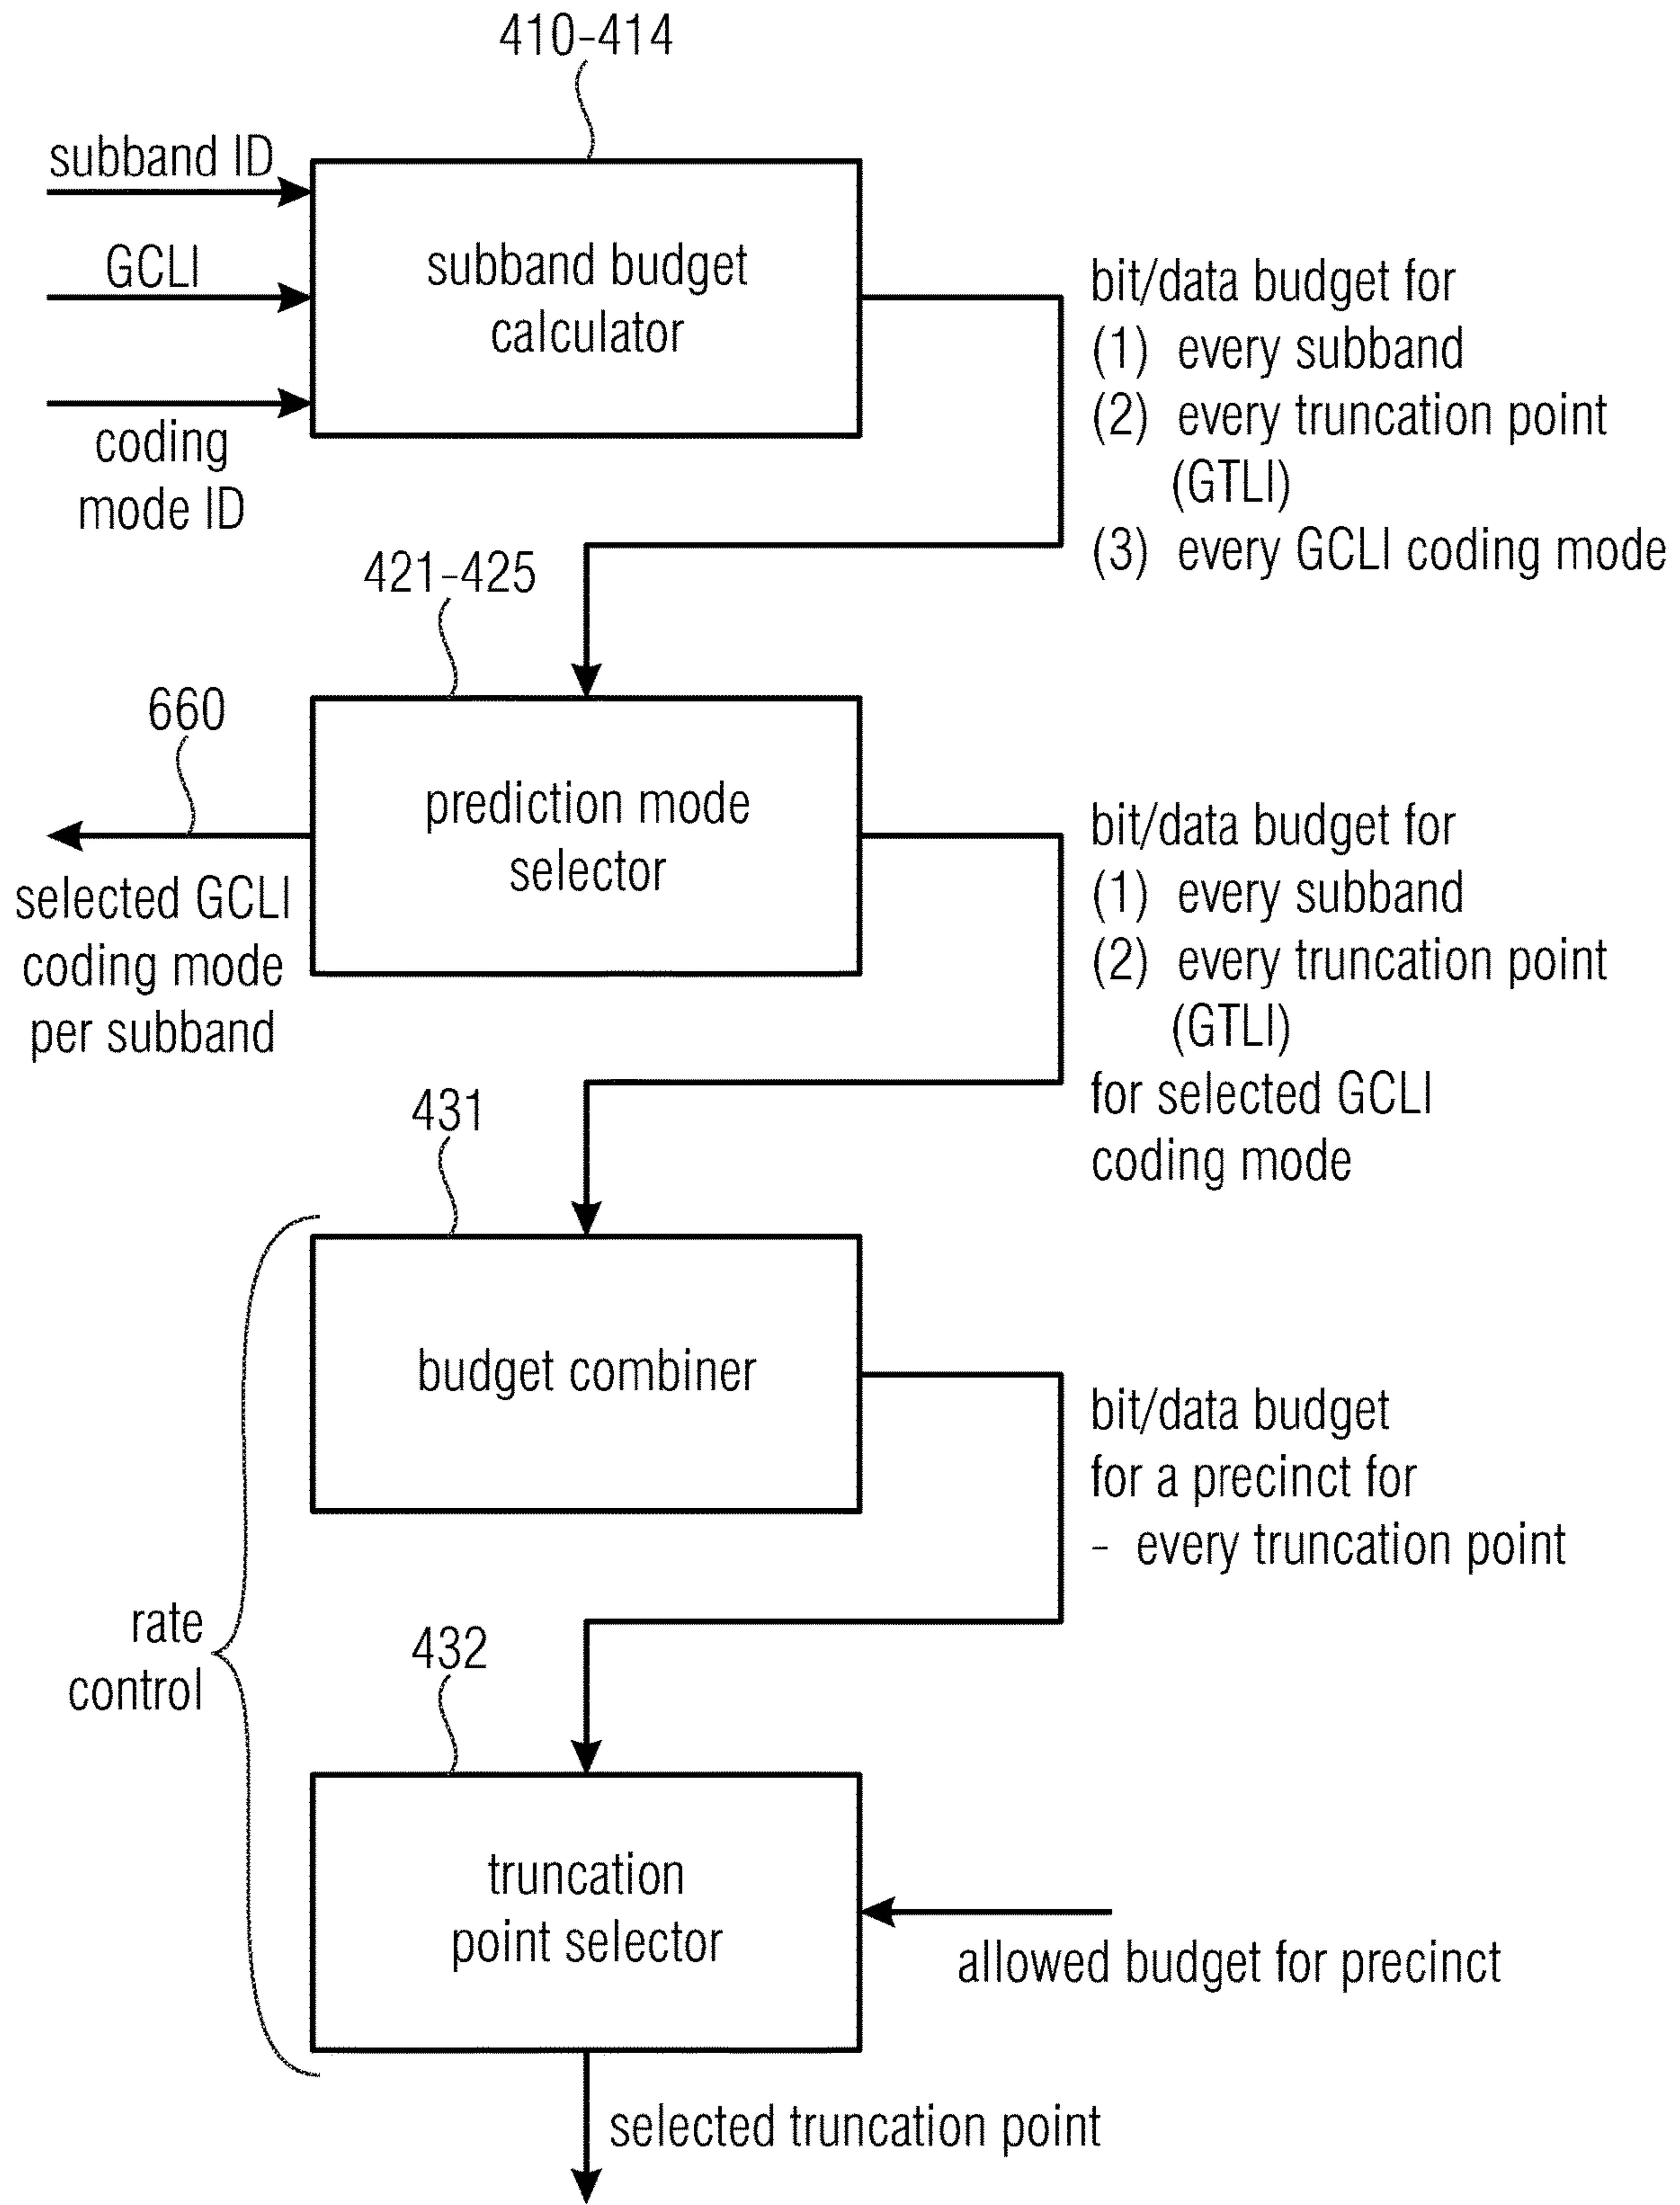 410-414
subband ID
GCLI
coding
mode ID
subband budget
calculator
bit/data budget for
(1) every subband
(2) every truncation point
(GTLI)
(3) every GCLI coding mode
421-425
660
prediction mode
selector
selected GCLI
coding mode
per subband
bit/data budget for
(1) every subband
(2) every truncation point
(GTLI)
for selected GCLI
coding mode
431
budget combiner
bit/data budget
for a precinct for
- every truncation point
rate
control
432
truncation
point selector
allowed budget for precinct
selected truncation point